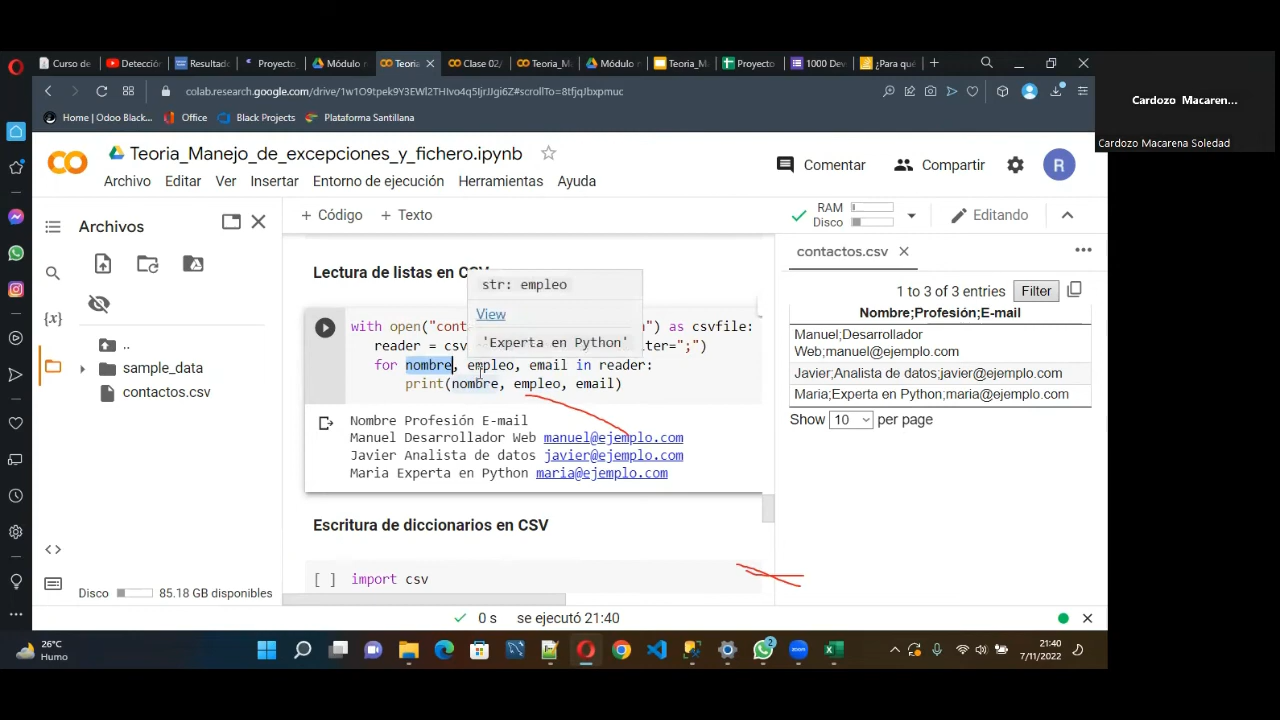 Curso de
Detecció
Resultado
Proyecto_
Módulo r
Teoria
Clase 02/
Teoria_M
Módulo r
Teoria_M
Proyecto
1000 Dev
¿Para qué
colab.research.google.com/drive/
Home | Odoo Black...
Office
Black Projects
Plataforma Santillana
Teoria_Manejo_de_excepciones_y_fichero.ipynb
Archivo Editar Ver Insertar Entorno de ejecución Herramientas Ayuda
Comentar
Compartir
R
Archivos
+ Código + Texto
RAM
Disco
Editando
..
sample_data
contactos.csv
{x}
Disco 85.18 GB disponibles
Lectura de listas en CSV
str: empleo
View
'Experta en Python'
with open("cont ") as csvfile:
reader = csv ter=";")
for nombre, empleo, email in reader:
print(nombre, empleo, email)
Nombre Profesión E-mail
Manuel Desarrollador Web manuel@ejemplo.com
Javier Analista de datos javier@ejemplo.com
Maria Experta en Python maria@ejemplo.com
Escritura de diccionarios en CSV
[ ] import csv
0 s se ejecutó 21:40
contactos.csv
1 to 3 of 3 entries Filter
Nombre;Profesión;E-mail
Manuel;Desarrollador
Web;manuel@ejemplo.com
Javier;Analista de datos;javier@ejemplo.com
Maria;Experta en Python;maria@ejemplo.com
Show 10 per page
Cardozo Macaren...
Cardozo Macarena Soledad
26°C
Humo
2
21:40
7/11/2022